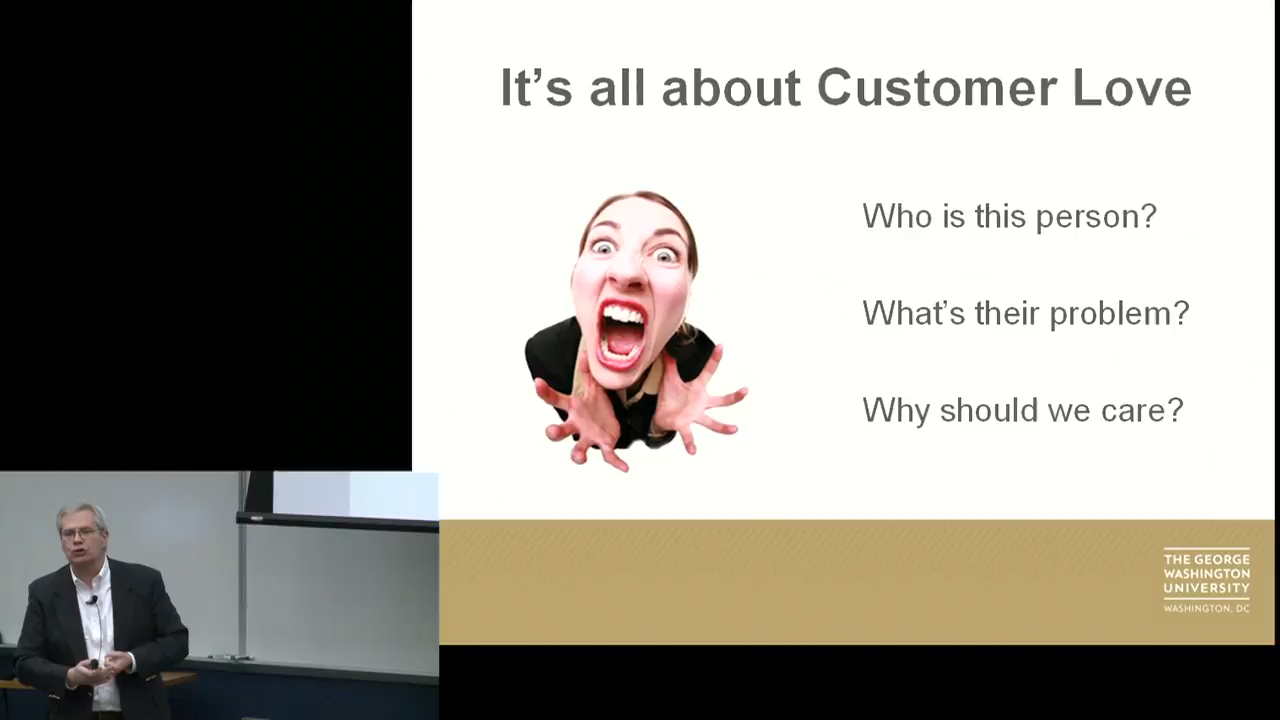 It's all about Customer Love
Who is this person?
What's their problem?
Why should we care?
THE GEORGE
WASHINGTON
UNIVERSITY
WASHINGTON, DC